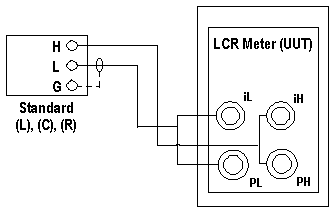 H
L
G
Standard
(L), (C), (R)
LCR Meter (UUT)
iL
iH
PL
PH